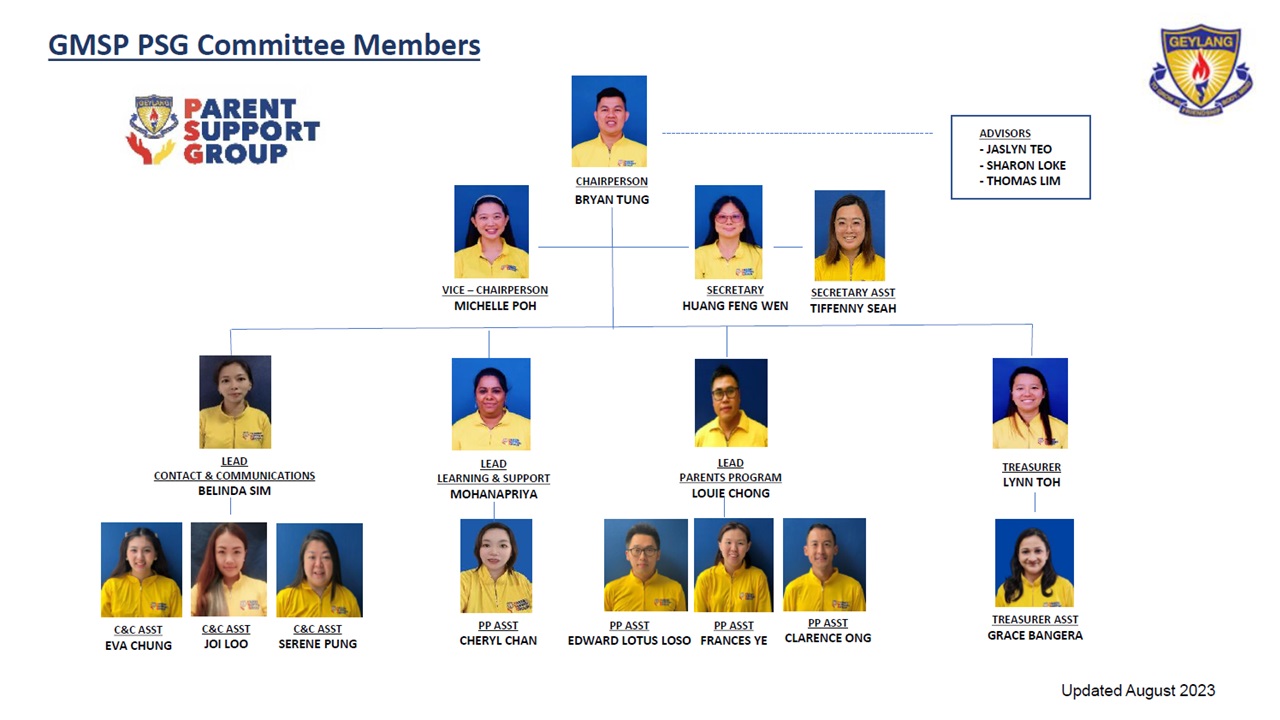 GMSP PSG Committee Members
GEYLANG
PARENT
SUPPORT
GROUP
ADVISORS
- JASLYN TEO
- SHARON LOKE
- THOMAS LIM
CHAIRPERSON
BRYAN TUNG
VICE – CHAIRPERSON
MICHELLE POH
SECRETARY
HUANG FENG WEN
SECRETARY ASST
TIFFENNY SEAH
LEAD
CONTACT & COMMUNICATIONS
BELINDA SIM
LEAD
LEARNING & SUPPORT
MOHANAPRIYA
LEAD
PARENTS PROGRAM
LOUIE CHONG
TREASURER
LYNN TOH
C&C ASST
EVA CHUNG
C&C ASST
JOI LOO
C&C ASST
SERENE PUNG
PP ASST
CHERYL CHAN
PP ASST
EDWARD LOTUS LOSO
PP ASST
FRANCES YE
PP ASST
CLARENCE ONG
TREASURER ASST
GRACE BANGERA
Updated August 2023